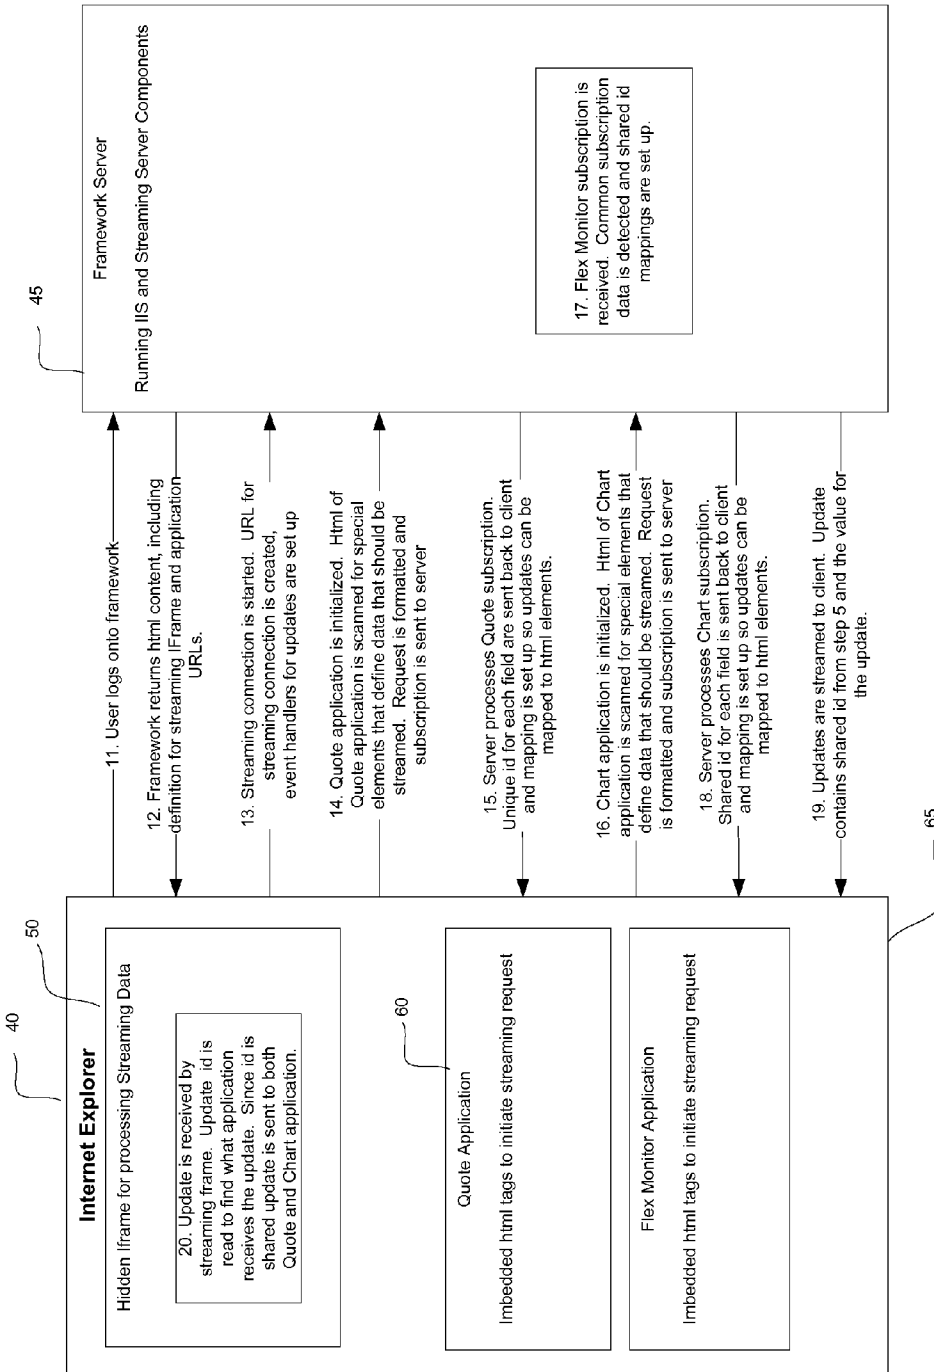 40
Internet Explorer
50
Hidden Iframe for processing Streaming Data
20. Update is received by
streaming frame. Update id is
read to find what application
receives the update. Since id is
shared update is sent to both
Quote and Chart application.
60
Quote Application
Imbedded html tags to initiate streaming request
Flex Monitor Application
Imbedded html tags to initiate streaming request
65
11. User logs onto framework
12. Framework returns html content, including
definition for streaming IFrame and application
URLs.
13. Streaming connection is started. URL for
streaming connection is created,
event handlers for updates are set up
14. Quote application is initialized. Html of
Quote application is scanned for special
elements that define data that should be
streamed. Request is formatted and
subscription is sent to server
15. Server processes Quote subscription.
Unique id for each field are sent back to client
and mapping is set up so updates can be
mapped to html elements.
16. Chart application is initialized. Html of Chart
application is scanned for special elements that
define data that should be streamed. Request
is formatted and subscription is sent to server
18. Server processes Chart subscription.
Shared id for each field is sent back to client
and mapping is set up so updates can be
mapped to html elements.
19. Updates are streamed to client. Update
contains shared id from step 5 and the value for
the update.
45
Framework Server
Running IIS and Streaming Server Components
17. Flex Monitor subscription is
received. Common subscription
data is detected and shared id
mappings are set up.